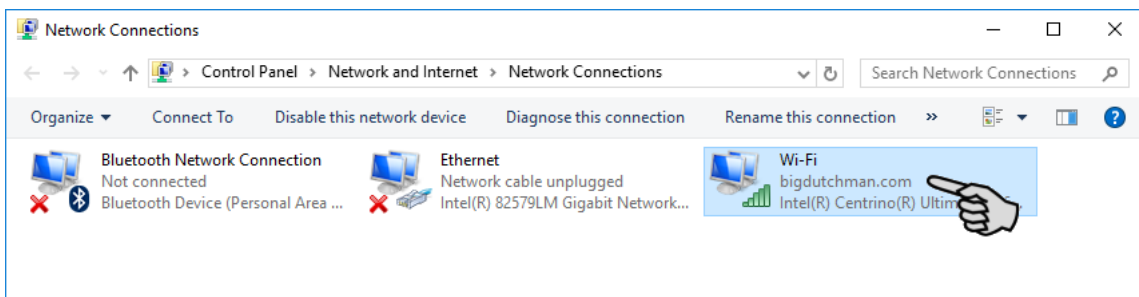 Network Connections
Control Panel > Network and Internet > Network Connections
Search Network Connections
Organize
Connect To
Disable this network device
Diagnose this connection
Rename this connection
»
?
Bluetooth Network Connection
Not connected
Bluetooth Device (Personal Area ...
Ethernet
Network cable unplugged
Intel(R) 82579LM Gigabit Network...
Wi-Fi
bigdutchman.com
Intel(R) Centrino(R)